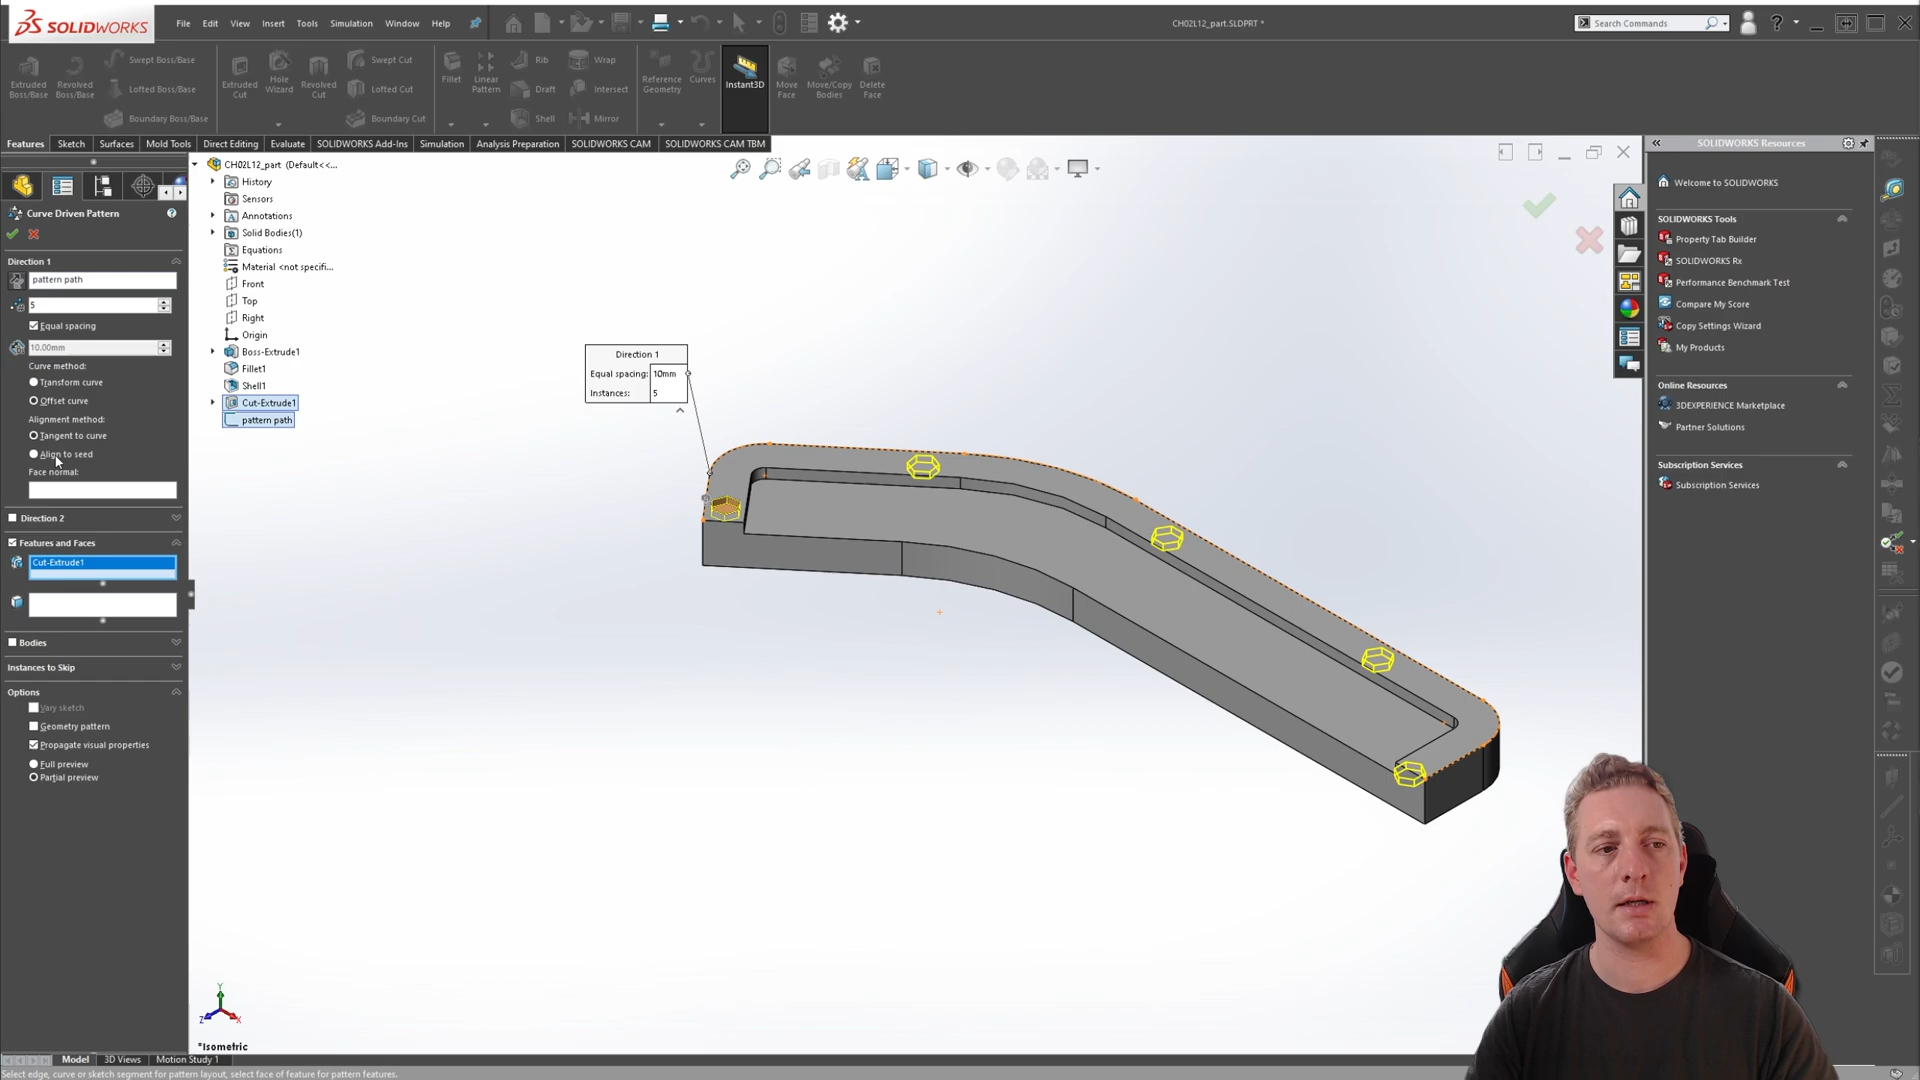 SOLIDWORKS
File Edit View Insert Tools Simulation Window Help
CH02L12_part.SLDPRT *
Search Commands
Extruded Boss/Base
Revolved Boss/Base
Swept Boss/Base
Lofted Boss/Base
Boundary Boss/Base
Extruded Cut
Hole Wizard
Revolved Cut
Swept Cut
Lofted Cut
Boundary Cut
Fillet
Linear Pattern
Rib
Draft
Shell
Wrap
Intersect
Mirror
Reference Geometry
Curves
Instant3D
Move Face
Move/Copy Bodies
Delete Face
Features Sketch Surfaces Mold Tools Direct Editing Evaluate SOLIDWORKS Add-Ins Simulation Analysis Preparation SOLIDWORKS CAM SOLIDWORKS CAM TBM
Curve Driven Pattern
Direction 1
pattern path
5
Equal spacing
10.00mm
Curve method:
Transform curve
Offset curve
Alignment method:
Tangent to curve
Align to seed
Face normal:
Direction 2
Features and Faces
Cut-Extrude1
Bodies
Instances to Skip
Options
Vary sketch
Geometry pattern
Propagate visual properties
Full preview
Partial preview
CH02L12_part (Default<<...
History
Sensors
Annotations
Solid Bodies(1)
Equations
Material <not specifi...
Front
Top
Right
Origin
Boss-Extrude1
Fillet1
Shell1
Cut-Extrude1
pattern path
Direction 1
Equal spacing: 10mm
Instances: 5
Y
Z
X
*Isometric
SOLIDWORKS Resources
Welcome to SOLIDWORKS
SOLIDWORKS Tools
Property Tab Builder
SOLIDWORKS Rx
Performance Benchmark Test
Compare My Score
Copy Settings Wizard
My Products
Online Resources
3DEXPERIENCE Marketplace
Partner Solutions
Subscription Services
Subscription Services
Model 3D Views Motion Study 1
Select edge, curve or sketch segment for pattern layout, select face of feature for pattern features.